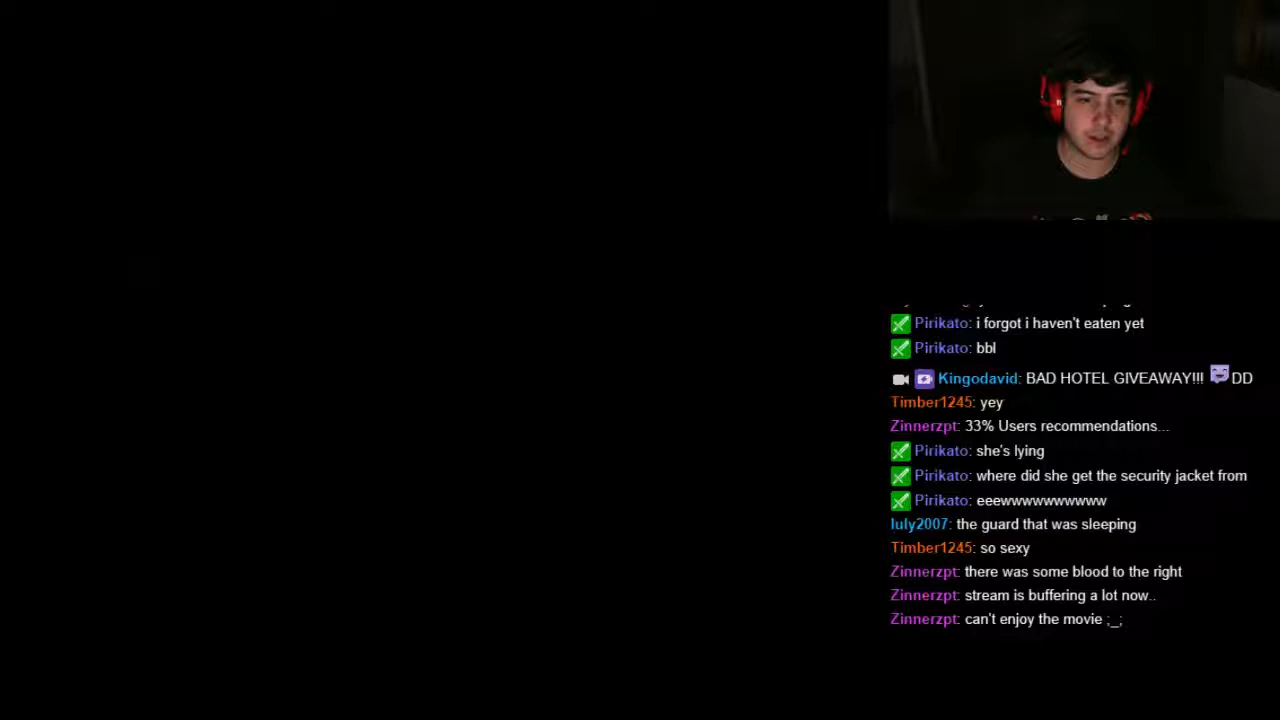 Pirikato: i forgot i haven't eaten yet
Pirikato: bbl
Kingodavid: BAD HOTEL GIVEAWAY!!! DD
Timber1245: yey
Zinnerzpt: 33% Users recommendations...
Pirikato: she's lying
Pirikato: where did she get the security jacket from
Pirikato: eeewwwwwwwwww
luly2007: the guard that was sleeping
Timber1245: so sexy
Zinnerzpt: there was some blood to the right
Zinnerzpt: stream is buffering a lot now..
Zinnerzpt: can't enjoy the movie ;_;